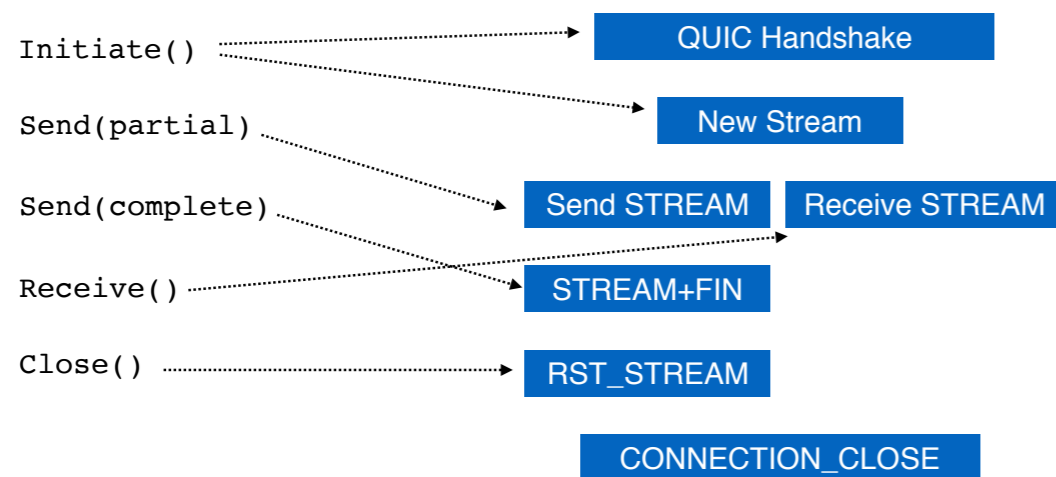 Initiate()
QUIC Handshake
New Stream
Send(partial)
Send(complete)
Send STREAM
Receive STREAM
Receive()
STREAM+FIN
Close()
RST_STREAM
CONNECTION_CLOSE